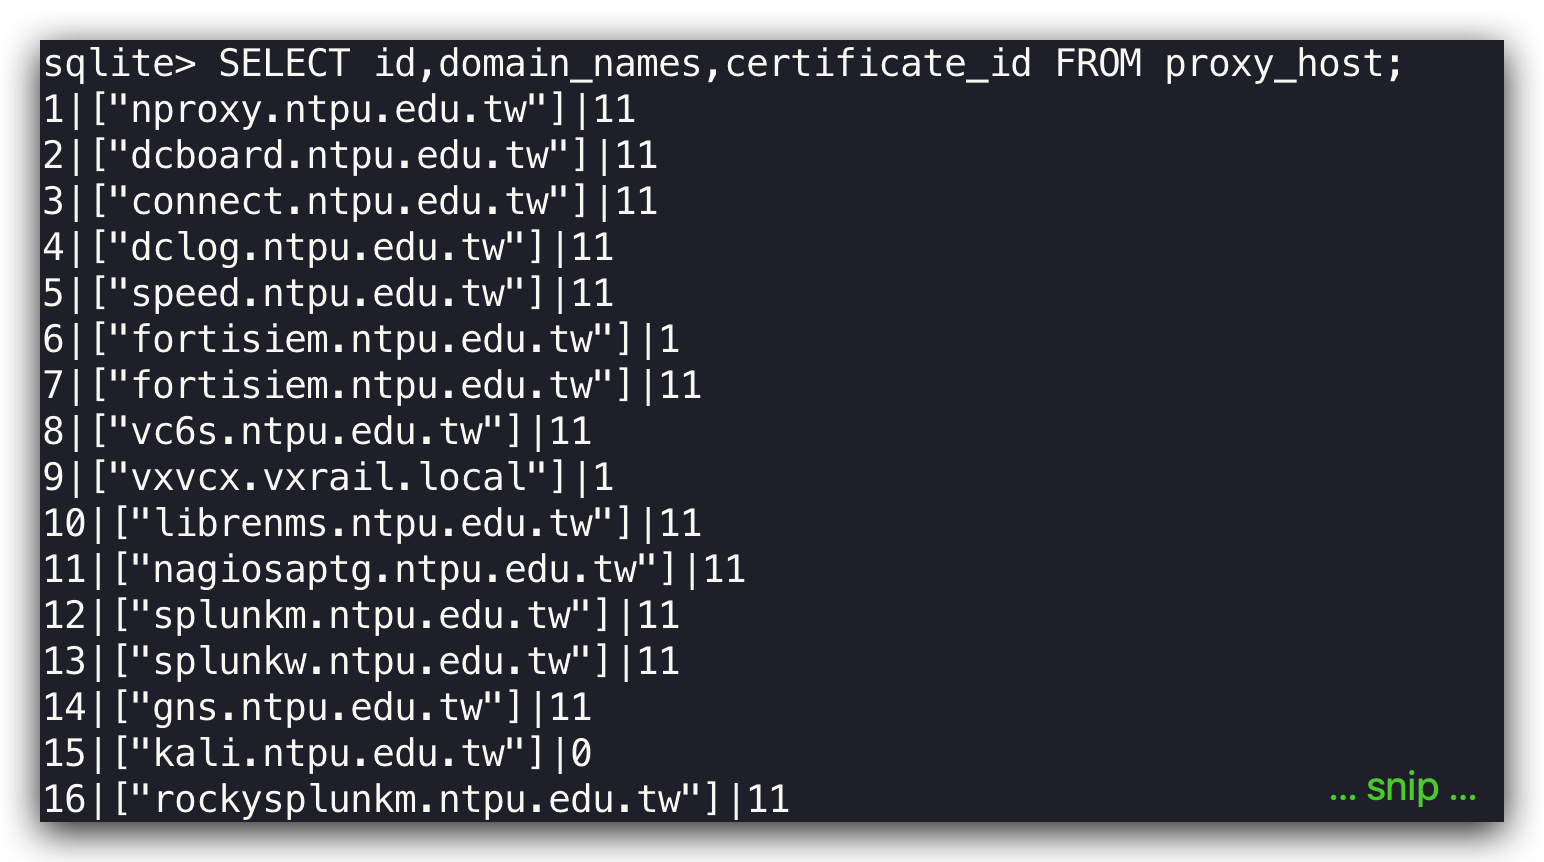 sqlite> SELECT id,domain_names,certificate_id FROM proxy_host;
1|["nproxy.ntpu.edu.tw"]|11
2|["dcboard.ntpu.edu.tw"]|11
3|["connect.ntpu.edu.tw"]|11
4|["dclog.ntpu.edu.tw"]|11
5|["speed.ntpu.edu.tw"]|11
6|["fortisiem.ntpu.edu.tw"]|1
7|["fortisiem.ntpu.edu.tw"]|11
8|["vc6s.ntpu.edu.tw"]|11
9|["vxvcx.vxrail.local"]|1
10|["librenms.ntpu.edu.tw"]|11
11|["nagiosaptg.ntpu.edu.tw"]|11
12|["splunkm.ntpu.edu.tw"]|11
13|["splunkw.ntpu.edu.tw"]|11
14|["gns.ntpu.edu.tw"]|11
15|["kali.ntpu.edu.tw"]|0
16|["rockysplunkm.ntpu.edu.tw"]|11
... snip ...